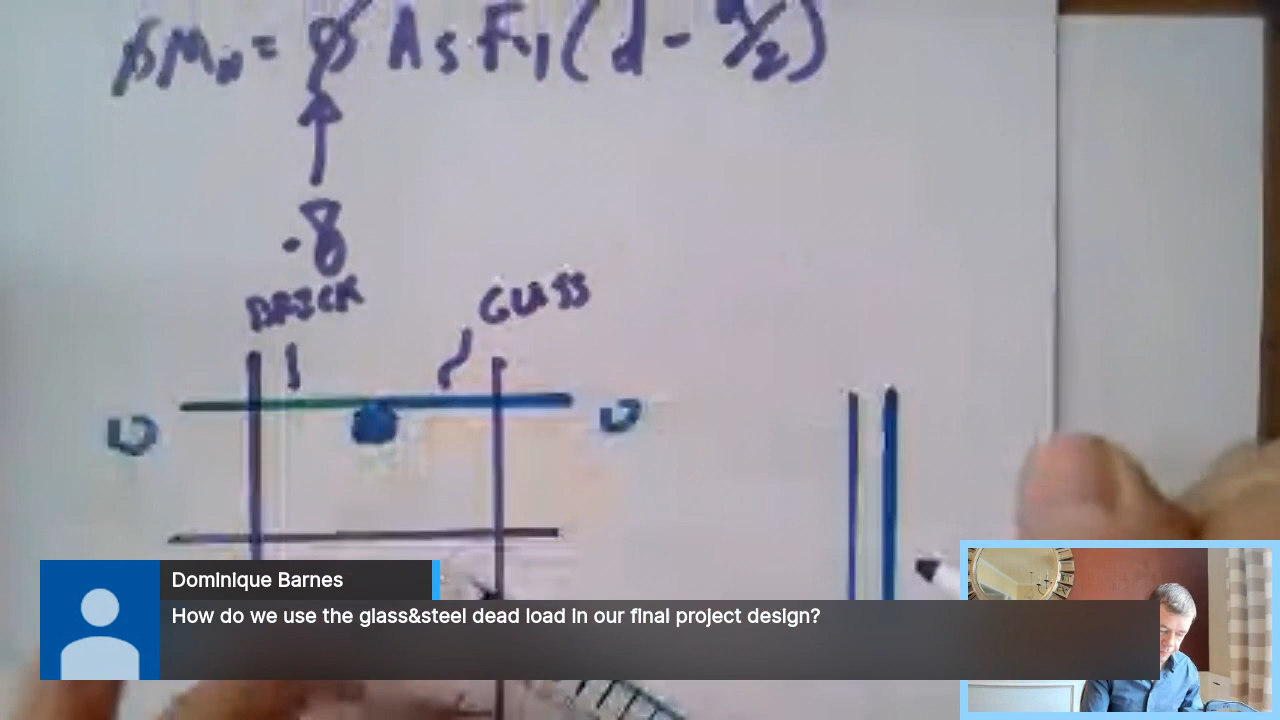 ØMn = Ø As Fy ( d - a/2 )
.8
BRICK
GLASS
Dominique Barnes
How do we use the glass&steel dead load in our final project design?